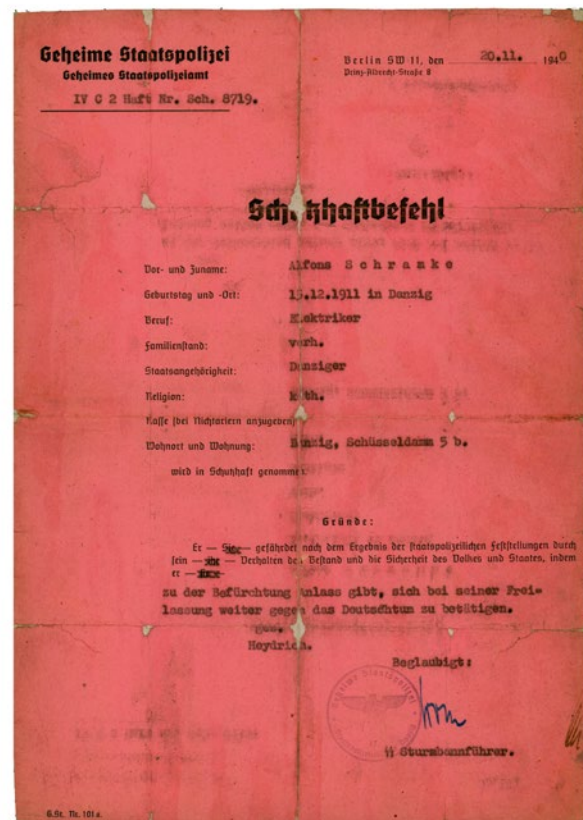 Geheime Staatspolizei
Geheimes Staatspolizeiamt
IV C 2 Haft Nr. Sch. 8719.
Berlin SW 11, den 20.11. 1940
Prinz-Albrecht-Straße 8
Schutzhaftbefehl
Vor- und Zuname: Alfons Schranke
Geburtstag und -Ort: 15.12.1911 in Danzig
Beruf: Elektriker
Familienstand: verh.
Staatsangehörigkeit: Danziger
Religion: kath.
Rasse (bei Nichtariern anzugeben)
Wohnort und Wohnung: Danzig, Schüsseldamm 5 b.
wird in Schutzhaft genommen.
Gründe:
Er — Sie — gefährdet nach dem Ergebnis der staatspolizeilichen Feststellungen durch
sein — ihr — Verhalten den Bestand und die Sicherheit des Volkes und Staates, indem
er —
zu der Befürchtung Anlass gibt, sich bei seiner Frei-
lassung weiter gegen das Deutschtum zu betätigen.
gez.
Heydrich.
Beglaubigt:
Geheime Staatspolizei
SS Sturmbannführer.
G.St. Nr. 101 a.